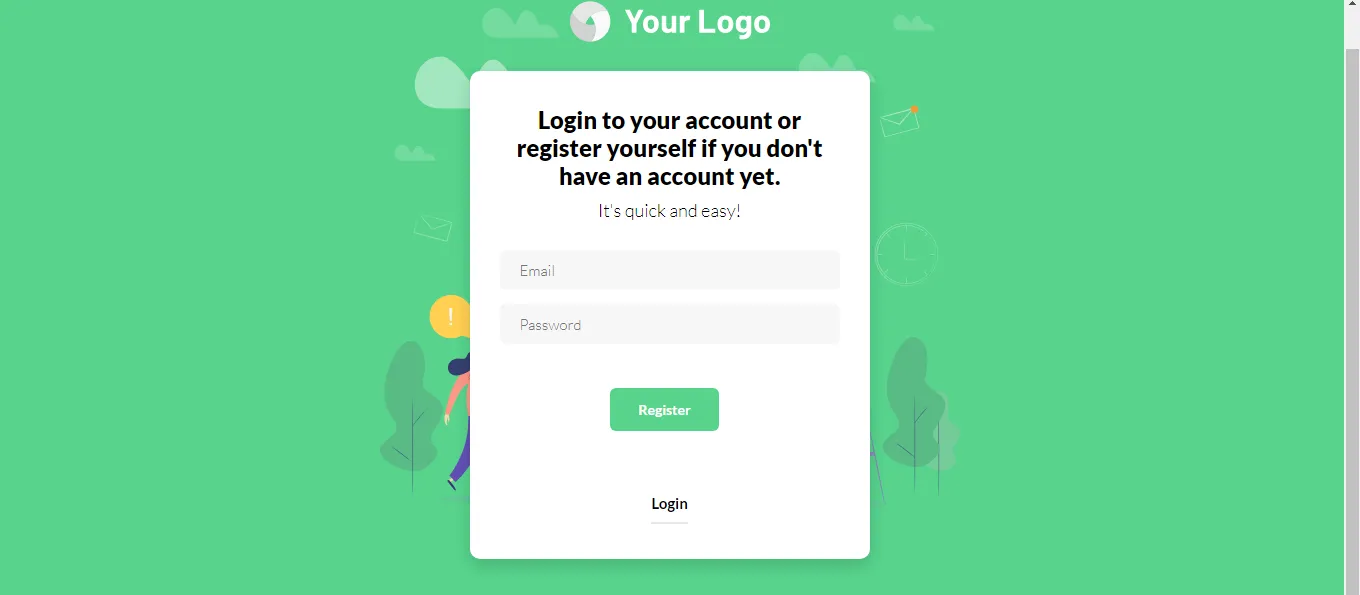 Your Logo
Login to your account or
register yourself if you don't
have an account yet.
It's quick and easy!
Email
!
Password
Register
Login